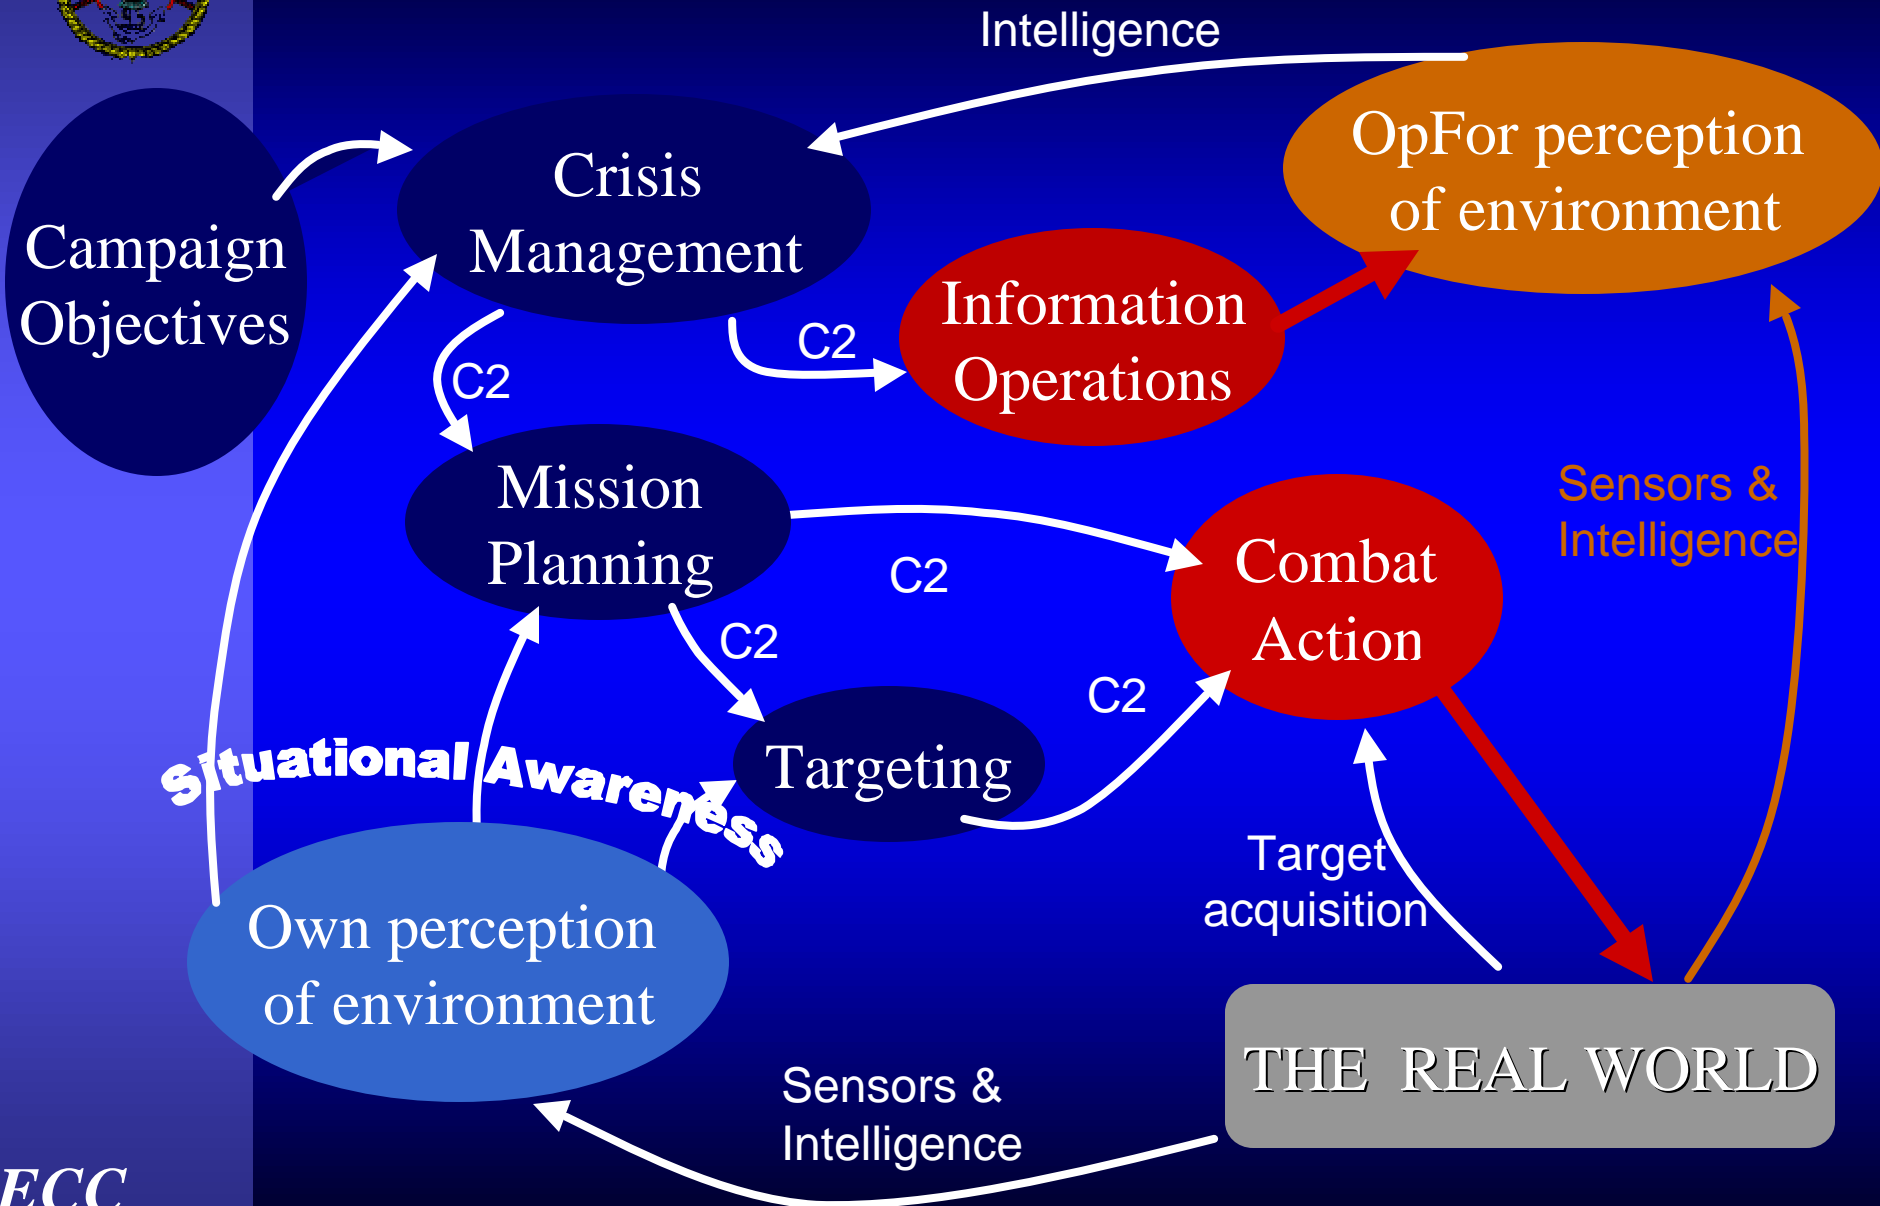 Intelligence
OpFor perception
of environment
Crisis
Management
Campaign
Objectives
Information
Operations
C2
C2
Mission
Planning
Sensors &
Intelligence
Combat
Action
C2
C2
C2
Situational Awareness
Targeting
Target
acquisition
Own perception
of environment
THE REAL WORLD
Sensors &
Intelligence
ECC